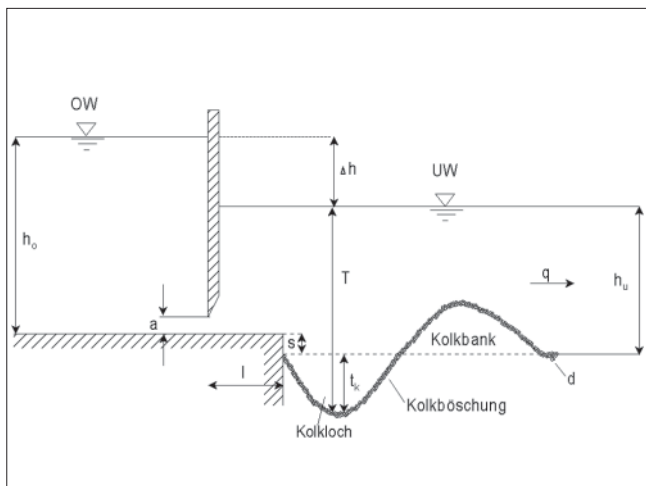 OW
Δh
UW
h₀
T
q
hᵤ
a
s
Kolkbank
l
tₖ
d
Kolkböschung
Kolkloch